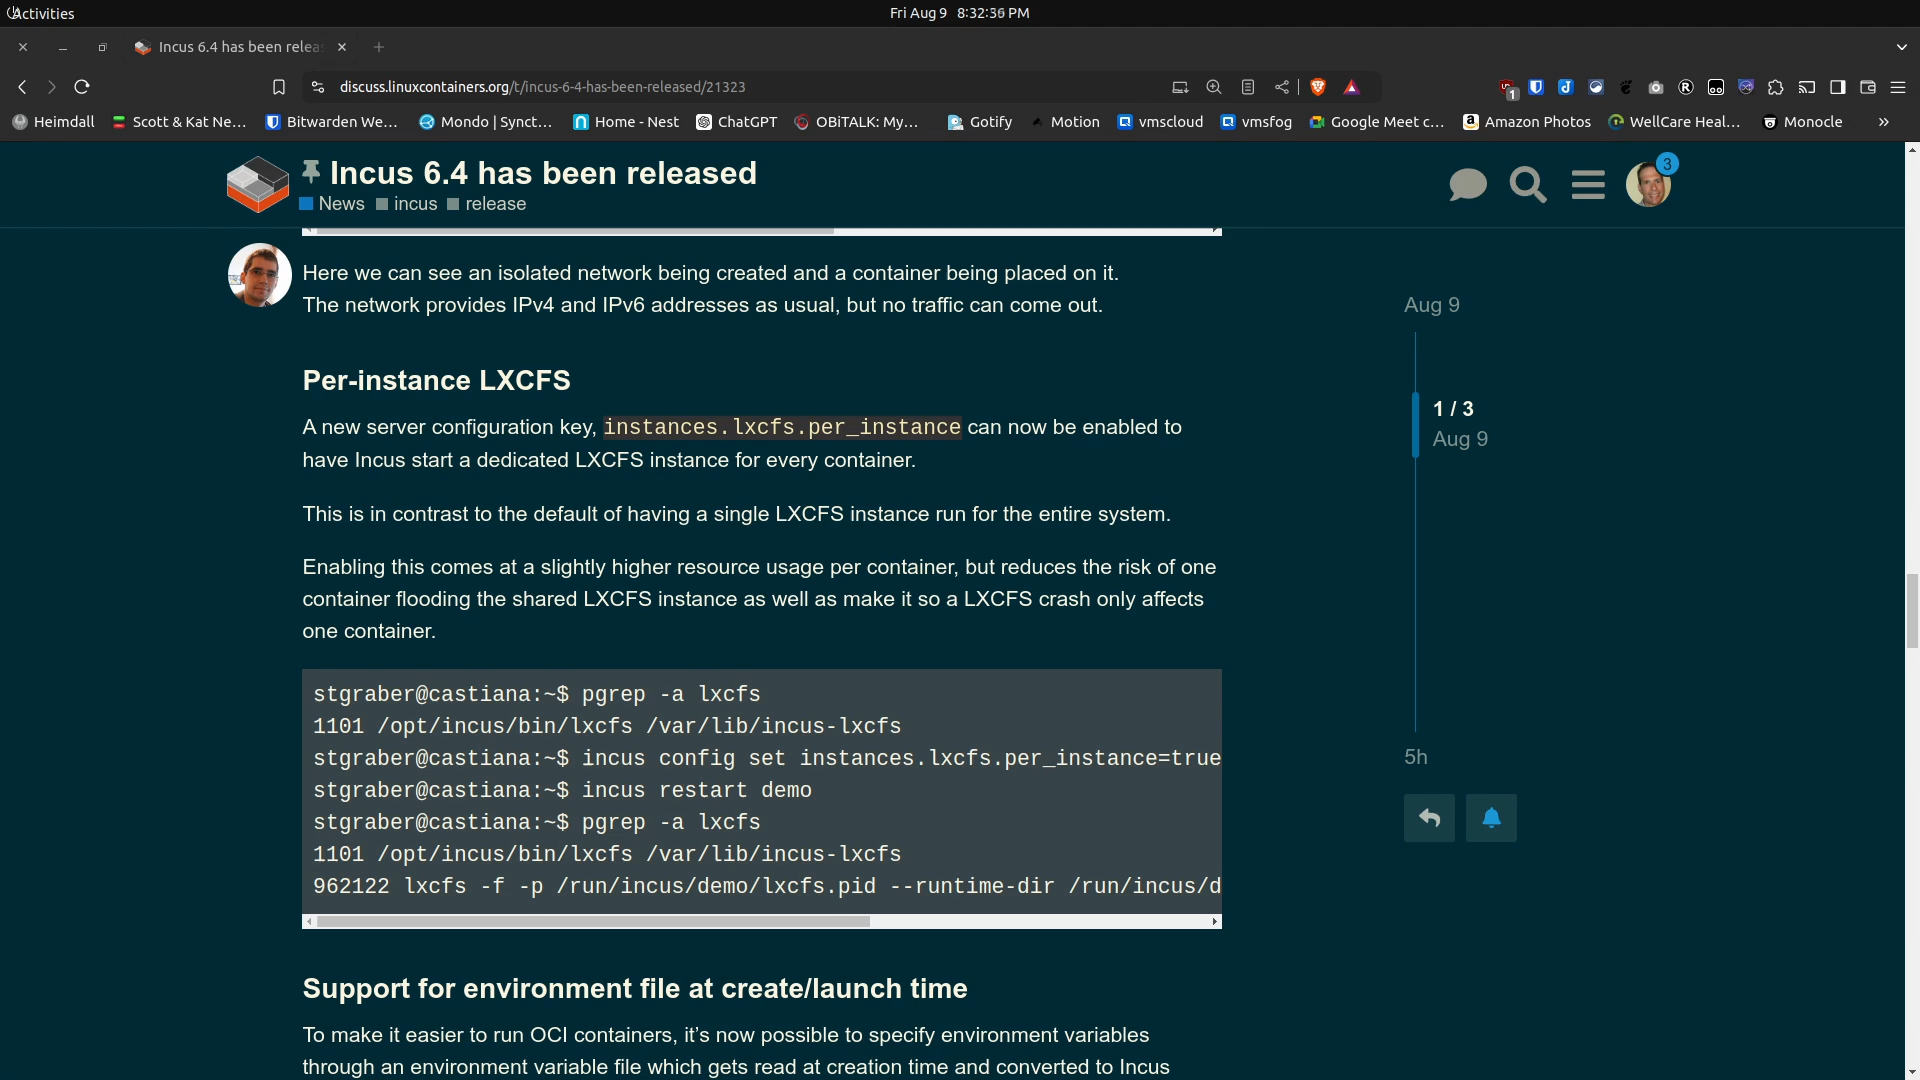 Activities
Fri Aug 9 8:32:36 PM
Incus 6.4 has been relea
discuss.linuxcontainers.org/t/incus-6-4-has-been-released/21323
1
Heimdall
Scott & Kat Ne...
Bitwarden We...
Mondo | Synct...
Home - Nest
ChatGPT
OBiTALK: My...
Gotify
Motion
vmscloud
vmsfog
Google Meet c...
Amazon Photos
WellCare Heal...
Monocle
»
Incus 6.4 has been released
3
News incus release
Here we can see an isolated network being created and a container being placed on it.
The network provides IPv4 and IPv6 addresses as usual, but no traffic can come out.
Per-instance LXCFS
A new server configuration key, instances.lxcfs.per_instance can now be enabled to
have Incus start a dedicated LXCFS instance for every container.
This is in contrast to the default of having a single LXCFS instance run for the entire system.
Enabling this comes at a slightly higher resource usage per container, but reduces the risk of one
container flooding the shared LXCFS instance as well as make it so a LXCFS crash only affects
one container.
stgraber@castiana:~$ pgrep -a lxcfs
1101 /opt/incus/bin/lxcfs /var/lib/incus-lxcfs
stgraber@castiana:~$ incus config set instances.lxcfs.per_instance=true
stgraber@castiana:~$ incus restart demo
stgraber@castiana:~$ pgrep -a lxcfs
1101 /opt/incus/bin/lxcfs /var/lib/incus-lxcfs
962122 lxcfs -f -p /run/incus/demo/lxcfs.pid --runtime-dir /run/incus/d
Support for environment file at create/launch time
To make it easier to run OCI containers, it's now possible to specify environment variables
through an environment variable file which gets read at creation time and converted to Incus
Aug 9
1 / 3
Aug 9
5h